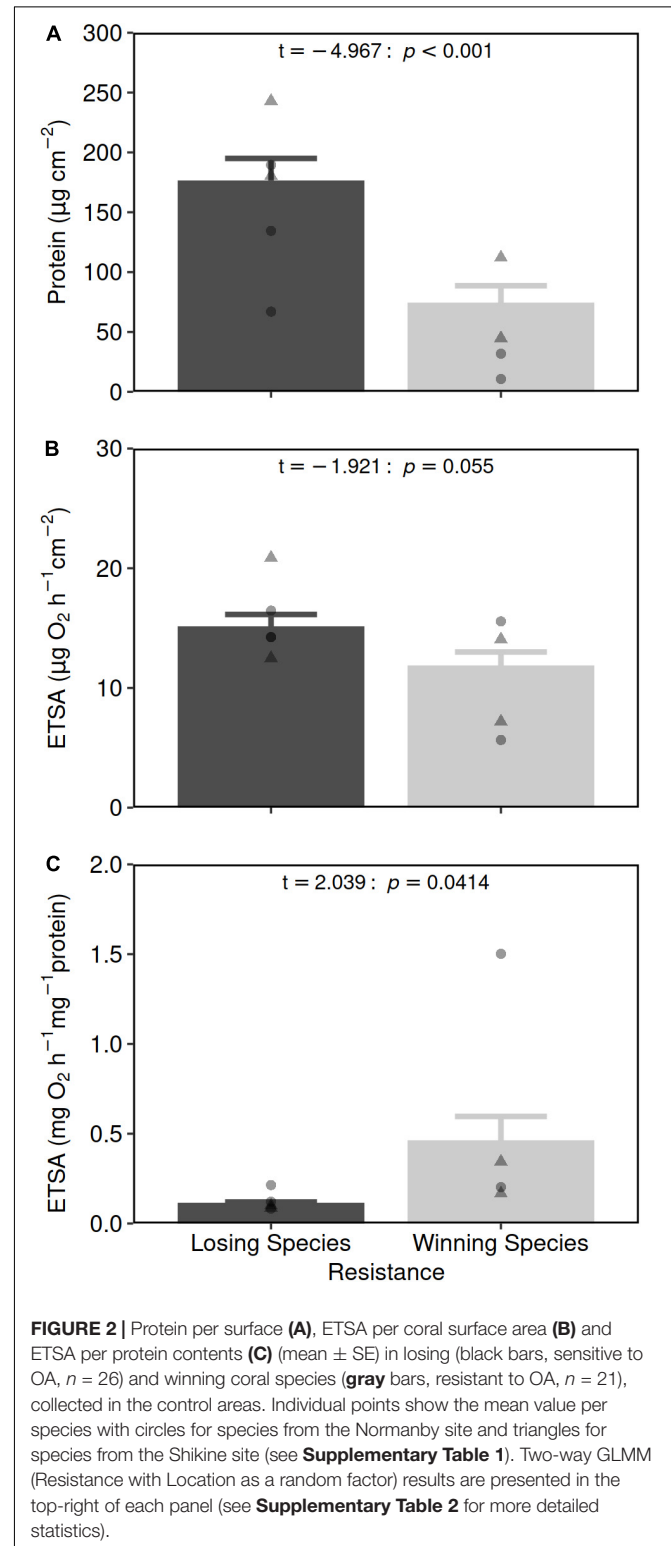 A
300
t = −4.967 : p < 0.001
250
200
150
100
50
0
Protein (µg cm⁻²)
B
30
t = −1.921 : p = 0.055
20
10
0
ETSA (µg O₂ h⁻¹cm⁻²)
C
2.0
t = 2.039 : p = 0.0414
1.5
1.0
0.5
0.0
ETSA (mg O₂ h⁻¹mg⁻¹protein)
Losing Species Winning Species
Resistance
FIGURE 2 | Protein per surface (A), ETSA per coral surface area (B) and
ETSA per protein contents (C) (mean ± SE) in losing (black bars, sensitive to
OA, n = 26) and winning coral species (gray bars, resistant to OA, n = 21),
collected in the control areas. Individual points show the mean value per
species with circles for species from the Normanby site and triangles for
species from the Shikine site (see Supplementary Table 1). Two-way GLMM
(Resistance with Location as a random factor) results are presented in the
top-right of each panel (see Supplementary Table 2 for more detailed
statistics).